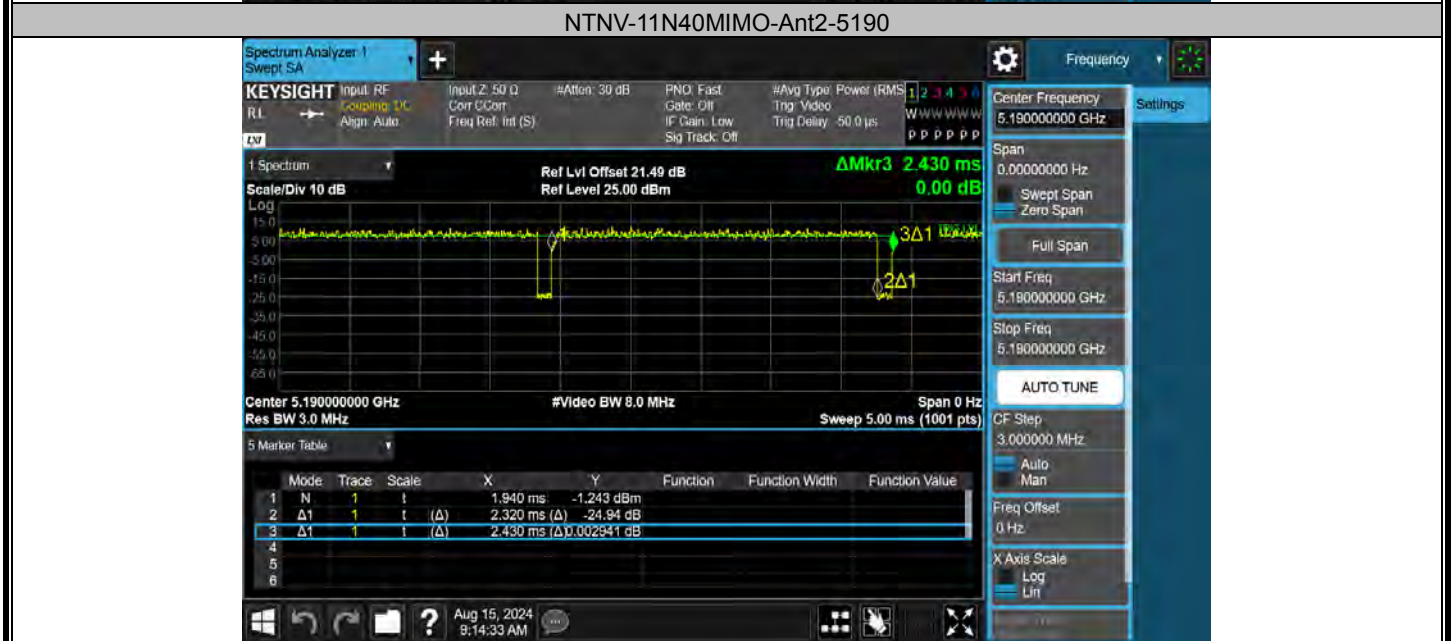 NTNV-11N40MIMO-Ant2-5190
Spectrum Analyzer 1
Swept SA
+
Frequency
KEYSIGHT
RL
LXI
Input: RF
Coupling: DC
Align: Auto
Input Z: 50 Ω
Corr CCorr
Freq Ref: Int (S)
#Atten: 30 dB
PNO: Fast
Gate: Off
IF Gain: Low
Sig Track: Off
#Avg Type: Power (RMS
Trig: Video
Trig Delay: -50.0 µs
1 2 3 4 5 6
W W W W W W
P P P P P P
1 Spectrum
Scale/Div 10 dB
Ref Lvl Offset 21.49 dB
Ref Level 25.00 dBm
ΔMkr3 2.430 ms
0.00 dB
Log
15.0
5.00
-5.00
-15.0
-25.0
-35.0
-45.0
-55.0
-65.0
3Δ1
2Δ1
Center 5.190000000 GHz
Res BW 3.0 MHz
#Video BW 8.0 MHz
Span 0 Hz
Sweep 5.00 ms (1001 pts)
5 Marker Table
Mode Trace Scale X Y Function Function Width Function Value
1 N 1 t 1.940 ms -1.243 dBm
2 Δ1 1 t (Δ) 2.320 ms (Δ) -24.94 dB
3 Δ1 1 t (Δ) 2.430 ms (Δ) 0.002941 dB
4
5
6
Aug 15, 2024
9:14:33 AM
?
Center Frequency
5.190000000 GHz
Settings
Span
0.00000000 Hz
Swept Span
Zero Span
Full Span
Start Freq
5.190000000 GHz
Stop Freq
5.190000000 GHz
AUTO TUNE
CF Step
3.000000 MHz
Auto
Man
Freq Offset
0 Hz
X Axis Scale
Log
Lin